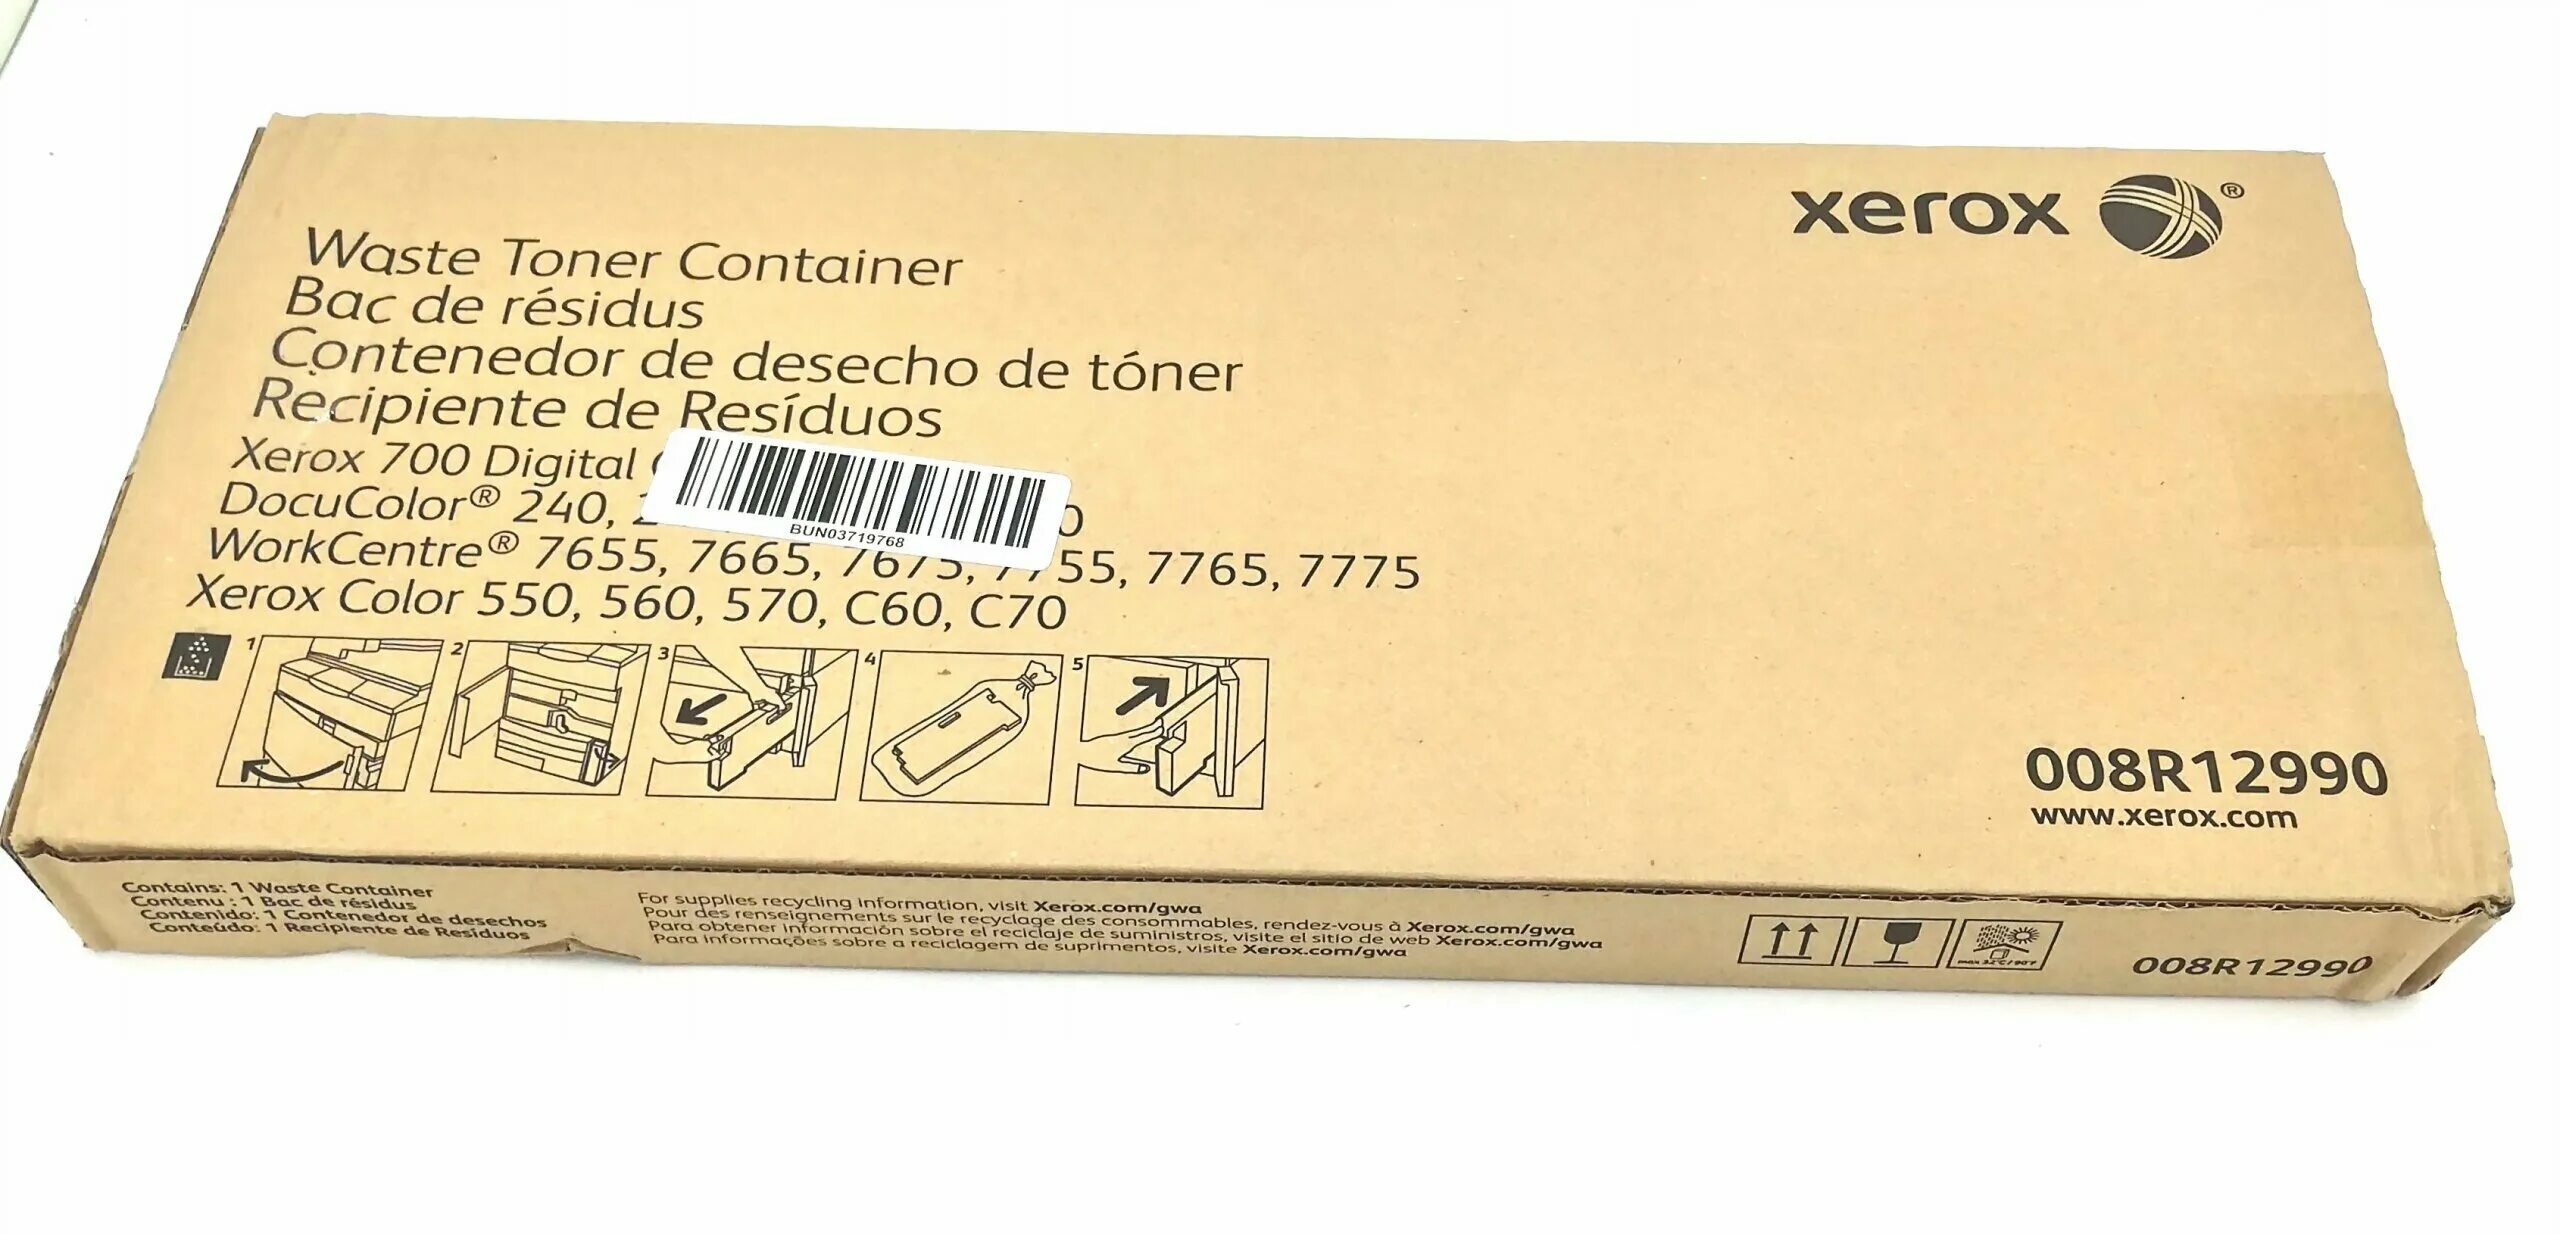 xerox ®
Waste Toner Container
Bac de résidus
Contenedor de desecho de tóner
Recipiente de Resíduos
Xerox 700 Digital
DocuColor® 240,
WorkCentre® 7655, 7665, 7675, 7755, 7765, 7775
Xerox Color 550, 560, 570, C60, C70
BUN03719768
1 2 3 4 5
008R12990
www.xerox.com
Contains: 1 Waste Container
Contenu : 1 Bac de résidus
Contenido: 1 Contenedor de desechos
Conteúdo: 1 Recipiente de Resíduos
For supplies recycling information, visit Xerox.com/gwa
Pour des renseignements sur le recyclage des consommables, rendez-vous à Xerox.com/gwa
Para obtener información sobre el reciclaje de suministros, visite el sitio de web Xerox.com/gwa
Para informações sobre a reciclagem de suprimentos, visite Xerox.com/gwa
max 32°C/90°F
008R12990